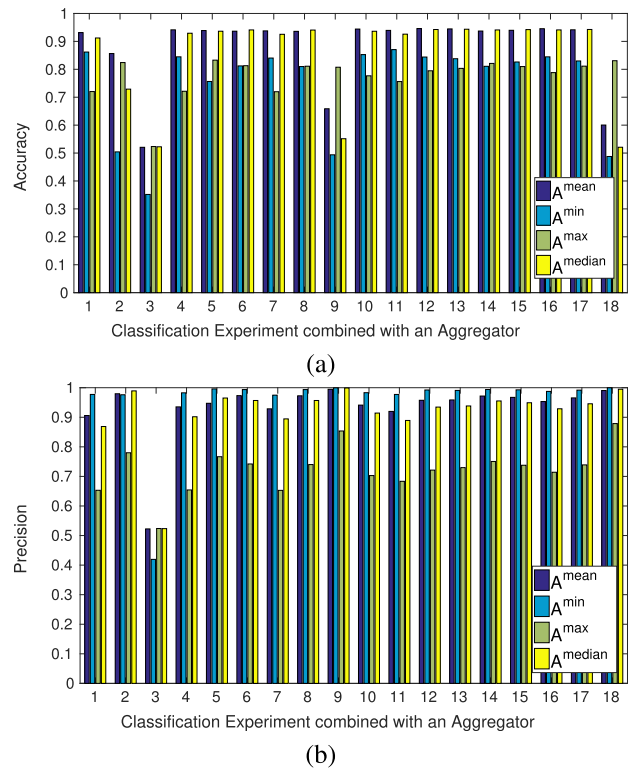 1
0.9
0.8
0.7
0.6
0.5
0.4
0.3
0.2
0.1
0
Accuracy
A^mean
A^min
A^max
A^median
1 2 3 4 5 6 7 8 9 10 11 12 13 14 15 16 17 18
Classification Experiment combined with an Aggregator
(a)
1
0.9
0.8
0.7
0.6
0.5
0.4
0.3
0.2
0.1
0
Precision
A^mean
A^min
A^max
A^median
1 2 3 4 5 6 7 8 9 10 11 12 13 14 15 16 17 18
Classification Experiment combined with an Aggregator
(b)